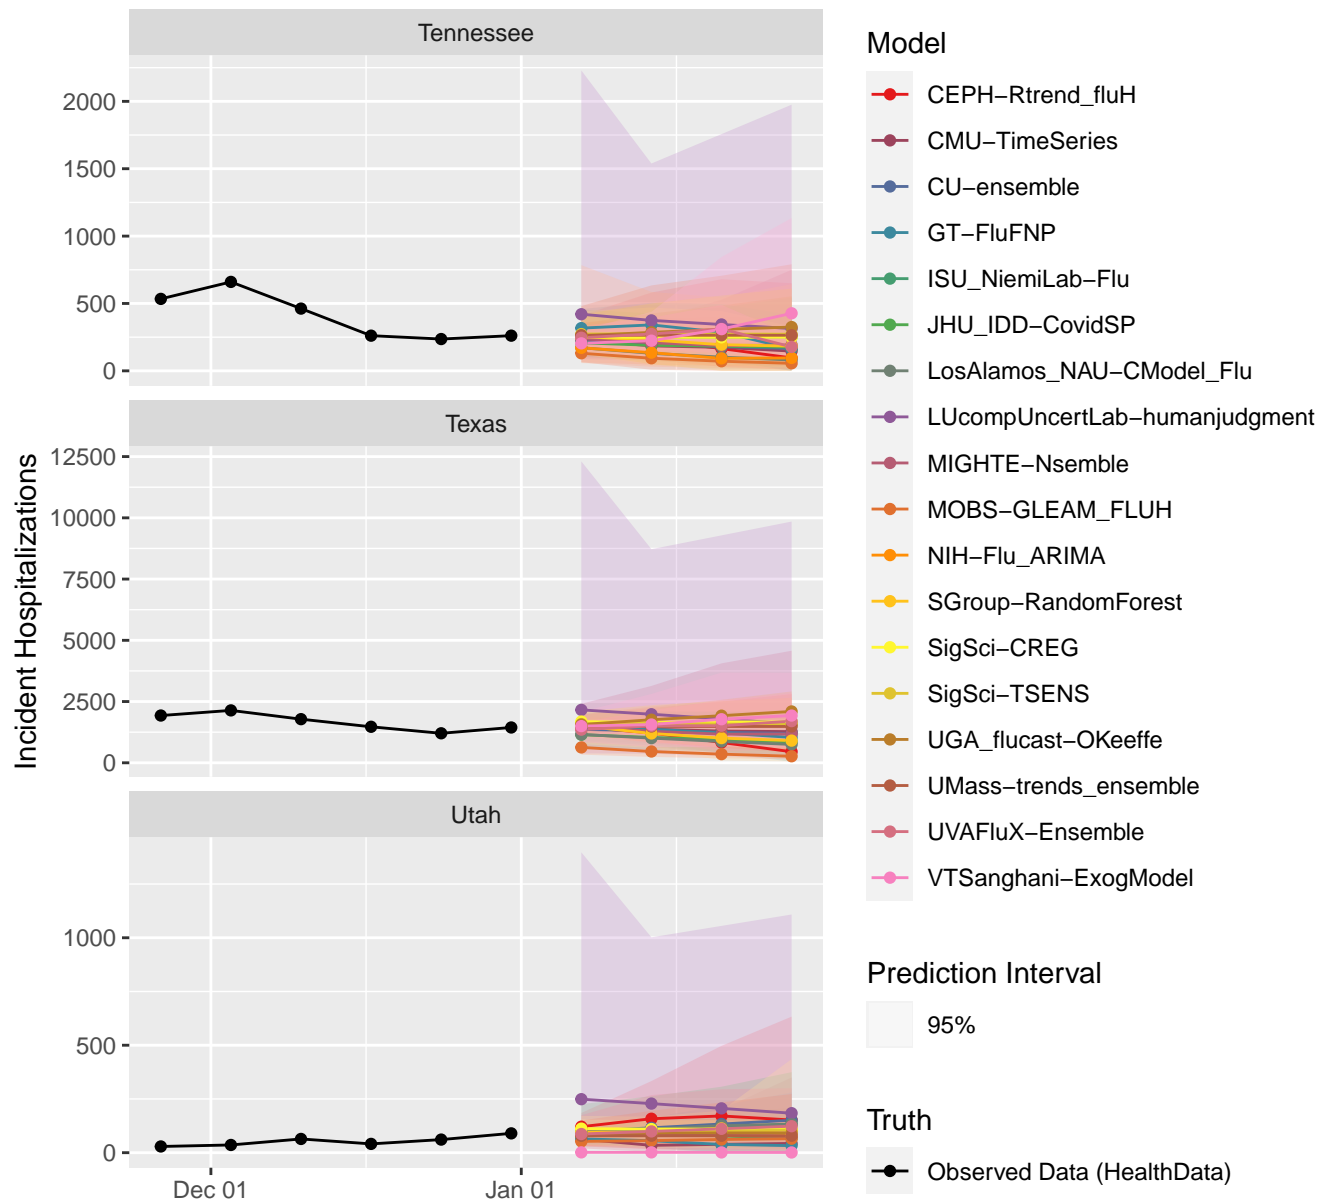 Tennessee
2000
1500
1000
500
0
Texas
12500
10000
7500
5000
2500
0
Utah
1000
500
0
Dec 01
Jan 01
Incident Hospitalizations
Model
CEPH−Rtrend_fluH
CMU−TimeSeries
CU−ensemble
GT−FluFNP
ISU_NiemiLab−Flu
JHU_IDD−CovidSP
LosAlamos_NAU−CModel_Flu
LUcompUncertLab−humanjudgment
MIGHTE−Nsemble
MOBS−GLEAM_FLUH
NIH−Flu_ARIMA
SGroup−RandomForest
SigSci−CREG
SigSci−TSENS
UGA_flucast−OKeeffe
UMass−trends_ensemble
UVAFluX−Ensemble
VTSanghani−ExogModel
Prediction Interval
95%
Truth
Observed Data (HealthData)